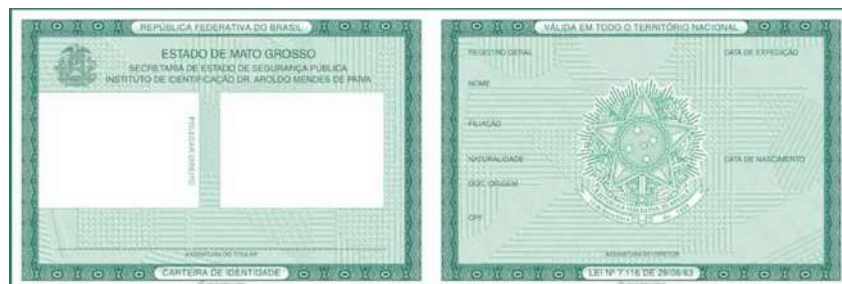 REPÚBLICA FEDERATIVA DO BRASIL
ESTADO DE MATO GROSSO
SECRETARIA DE ESTADO DE SEGURANÇA PÚBLICA
INSTITUTO DE IDENTIFICAÇÃO DR. AROLDO MENDES DE PAIVA
POLEGAR DIREITO
ASSINATURA DO TITULAR
CARTEIRA DE IDENTIDADE
VÁLIDA EM TODO O TERRITÓRIO NACIONAL
REGISTRO GERAL
DATA DE EXPEDIÇÃO
NOME
FILIAÇÃO
NATURALIDADE
DATA DE NASCIMENTO
DOC. ORIGEM
CPF
ASSINATURA DO DIRETOR
LEI Nº 7.116 DE 29/08/83